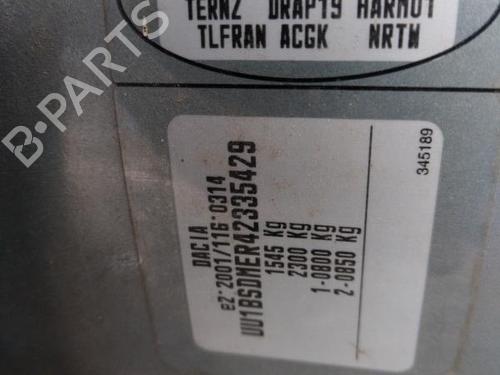 TERNZ DRAP19 HARM01
TLFRAN ACGK NRTW
345189
DACIA
e2*2001/116*0314
UU1BSDMER42335429
1545 Kg
2300 Kg
1-0800 Kg
2-0850 Kg
B-PARTS